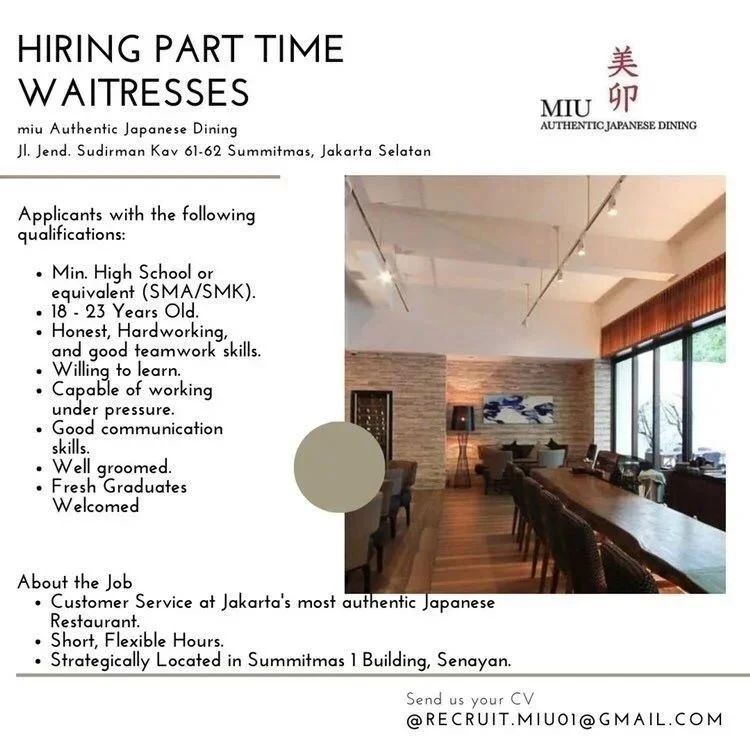 HIRING PART TIME
WAITRESSES
miu Authentic Japanese Dining
Jl. Jend. Sudirman Kav 61-62 Summitmas, Jakarta Selatan
美
卯
MIU
AUTHENTIC JAPANESE DINING
Applicants with the following
qualifications:
• Min. High School or
equivalent (SMA/SMK).
• 18 - 23 Years Old.
• Honest, Hardworking,
and good teamwork skills.
• Willing to learn.
• Capable of working
under pressure.
• Good communication
skills.
• Well groomed.
• Fresh Graduates
Welcomed
About the Job
• Customer Service at Jakarta's most authentic Japanese
Restaurant.
• Short, Flexible Hours.
• Strategically Located in Summitmas 1 Building, Senayan.
Send us your CV
@RECRUIT.MIU01@GMAIL.COM